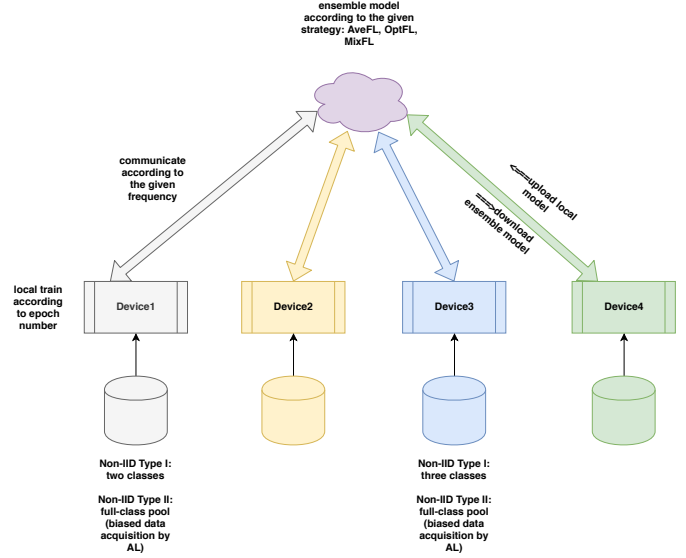 ensemble model
according to the given
strategy: AveFL, OptFL,
MixFL
communicate
according to
the given
frequency
<===upload local
model
===>download
ensemble model
local train
according
to epoch
number
Device1
Device2
Device3
Device4
Non-IID Type I:
two classes
Non-IID Type II:
full-class pool
(biased data
acquisition by
AL)
Non-IID Type I:
three classes
Non-IID Type II:
full-class pool
(biased data
acquisition by
AL)